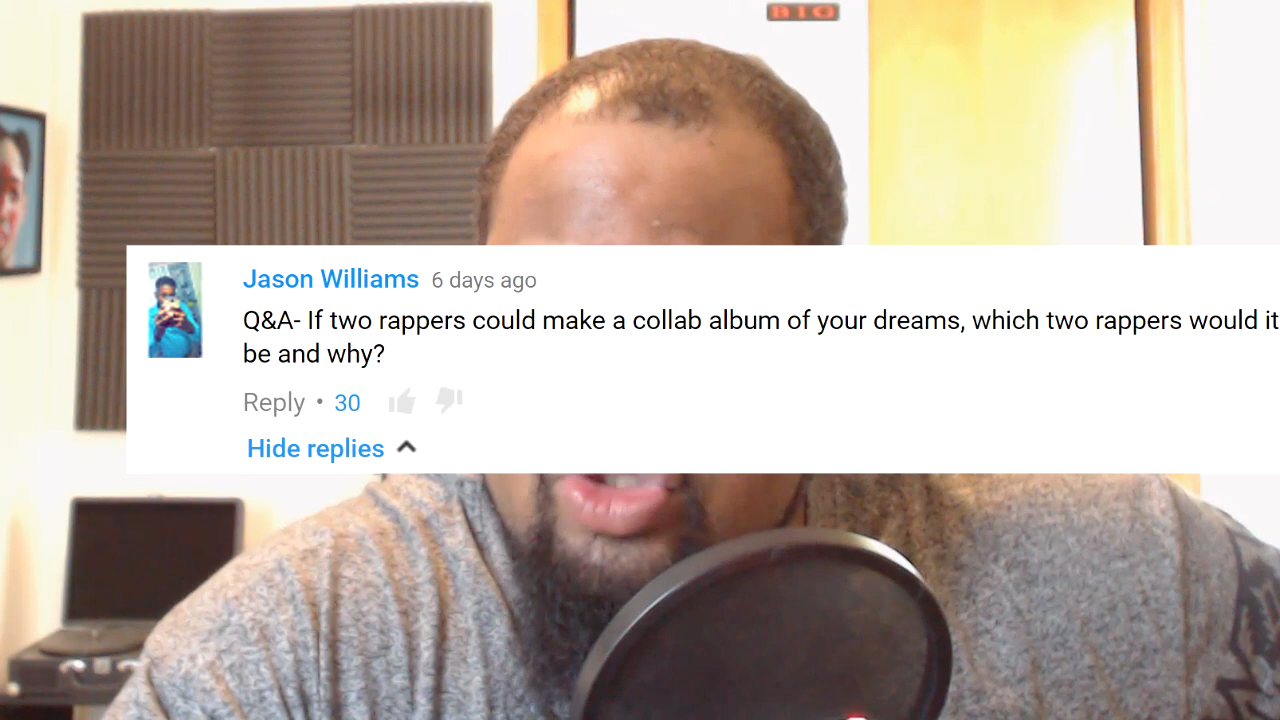 BIG
Jason Williams 6 days ago
Q&A- If two rappers could make a collab album of your dreams, which two rappers would it
be and why?
Reply • 30
Hide replies